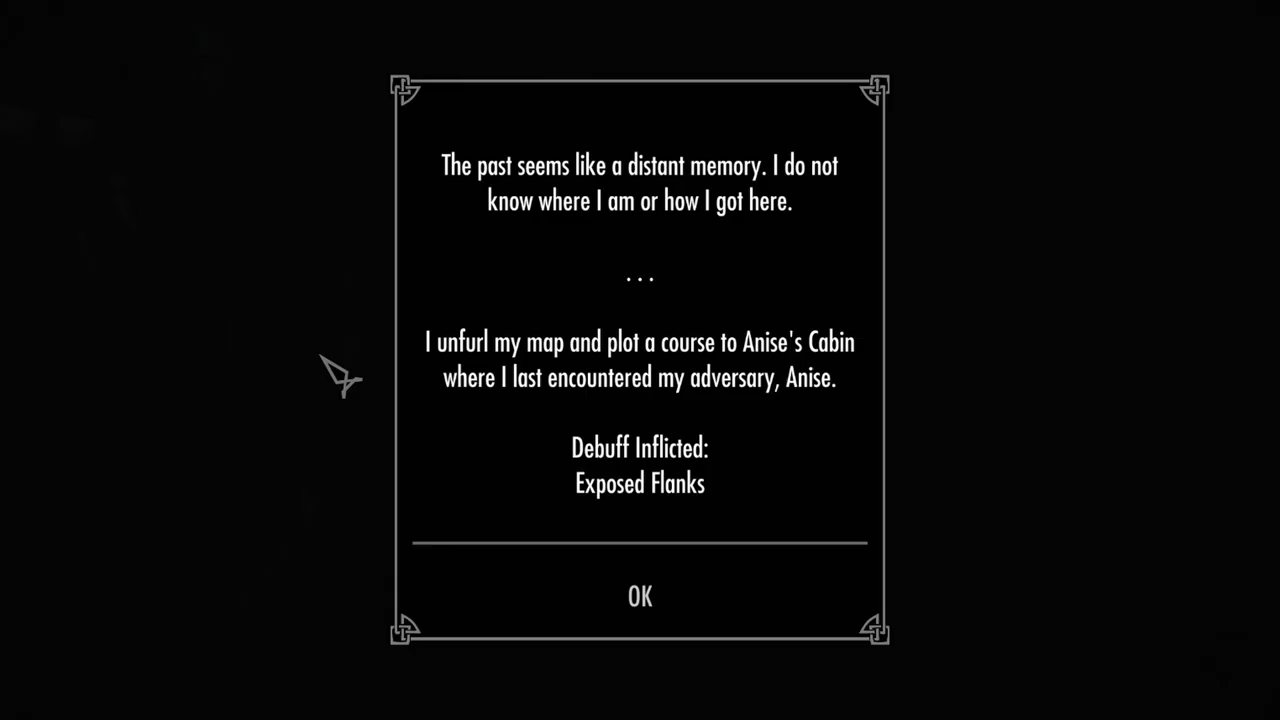 The past seems like a distant memory. I do not
know where I am or how I got here.
...
I unfurl my map and plot a course to Anise's Cabin
where I last encountered my adversary, Anise.
Debuff Inflicted:
Exposed Flanks
OK